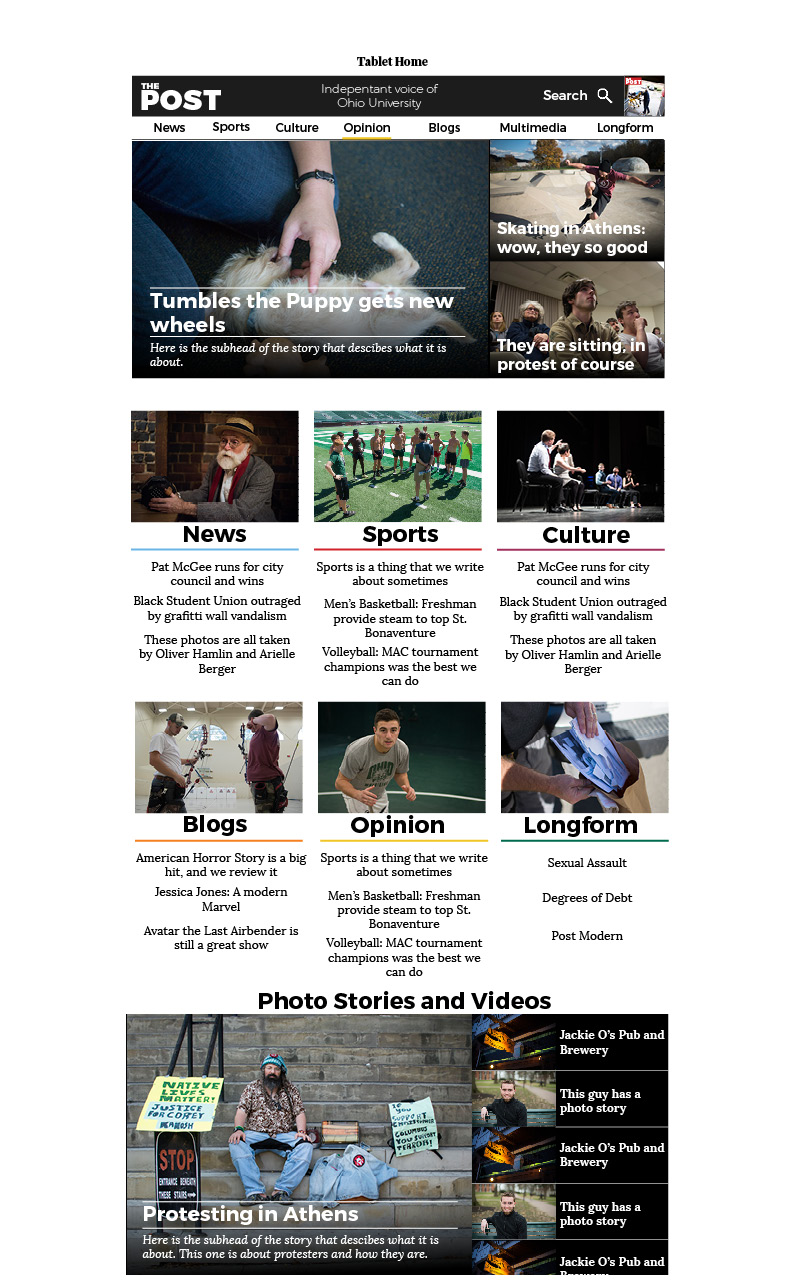 Tablet Home
THE
POST
Indepentant voice of
Ohio University
Search
POST
News Sports Culture Opinion Blogs Multimedia Longform
Tumbles the Puppy gets new
wheels
Here is the subhead of the story that descibes what it is
about.
Skating in Athens:
wow, they so good
They are sitting, in
protest of course
News
Pat McGee runs for city
council and wins
Black Student Union outraged
by grafitti wall vandalism
These photos are all taken
by Oliver Hamlin and Arielle
Berger
Sports
Sports is a thing that we write
about sometimes
Men's Basketball: Freshman
provide steam to top St.
Bonaventure
Volleyball: MAC tournament
champions was the best we
can do
Culture
Pat McGee runs for city
council and wins
Black Student Union outraged
by grafitti wall vandalism
These photos are all taken
by Oliver Hamlin and Arielle
Berger
Blogs
American Horror Story is a big
hit, and we review it
Jessica Jones: A modern
Marvel
Avatar the Last Airbender is
still a great show
OHIO
Opinion
Sports is a thing that we write
about sometimes
Men's Basketball: Freshman
provide steam to top St.
Bonaventure
Volleyball: MAC tournament
champions was the best we
can do
Longform
Sexual Assault
Degrees of Debt
Post Modern
Photo Stories and Videos
NATIVE
LIVES
MATTER!
JUSTICE
FOR COREY
KANOSH
STOP
ENTRANCE BENEATH
THESE STAIRS
IF
YOU
SUPPORT
CHRISTOPHER
COLUMBUS
YOU SUPPORT
TERROR!
Protesting in Athens
Here is the subhead of the story that descibes what it is
about. This one is about protesters and how they are.
Jackie O's Pub and
Brewery
This guy has a
photo story
Jackie O's Pub and
Brewery
This guy has a
photo story
Jackie O's Pub and
Brewery